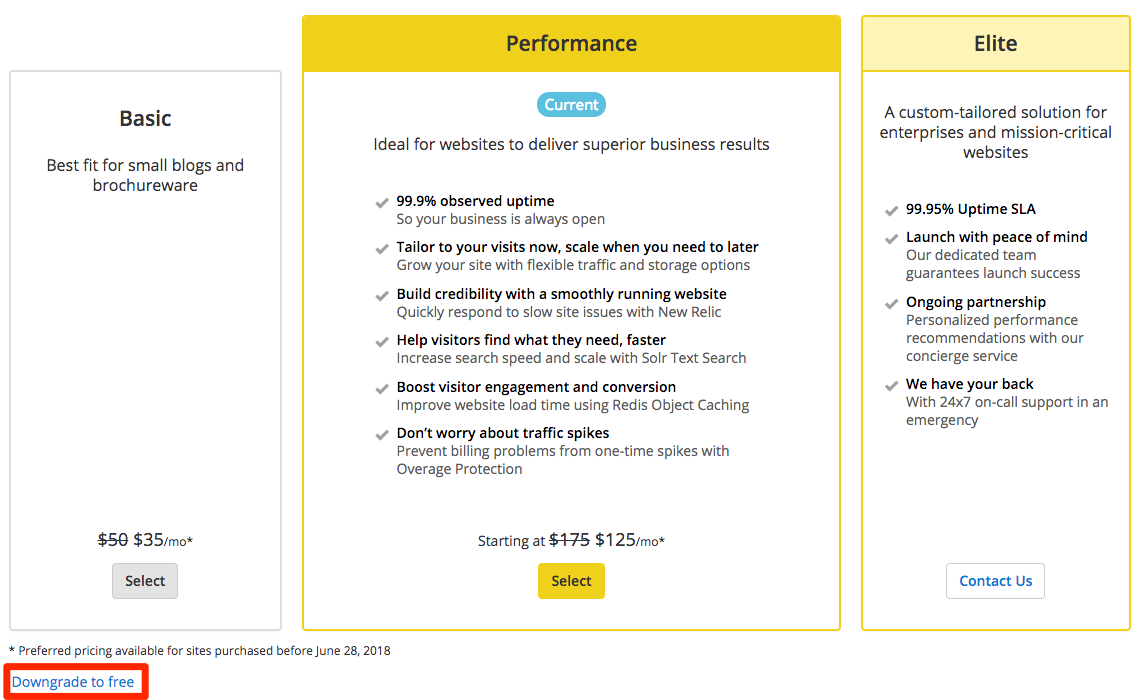 Basic
Best fit for small blogs and
brochureware
$50 $35/mo*
Select
Performance
Current
Ideal for websites to deliver superior business results
99.9% observed uptime
So your business is always open
Tailor to your visits now, scale when you need to later
Grow your site with flexible traffic and storage options
Build credibility with a smoothly running website
Quickly respond to slow site issues with New Relic
Help visitors find what they need, faster
Increase search speed and scale with Solr Text Search
Boost visitor engagement and conversion
Improve website load time using Redis Object Caching
Don’t worry about traffic spikes
Prevent billing problems from one-time spikes with
Overage Protection
Starting at $175 $125/mo*
Select
Elite
A custom-tailored solution for
enterprises and mission-critical
websites
99.95% Uptime SLA
Launch with peace of mind
Our dedicated team
guarantees launch success
Ongoing partnership
Personalized performance
recommendations with our
concierge service
We have your back
With 24x7 on-call support in an
emergency
Contact Us
* Preferred pricing available for sites purchased before June 28, 2018
Downgrade to free